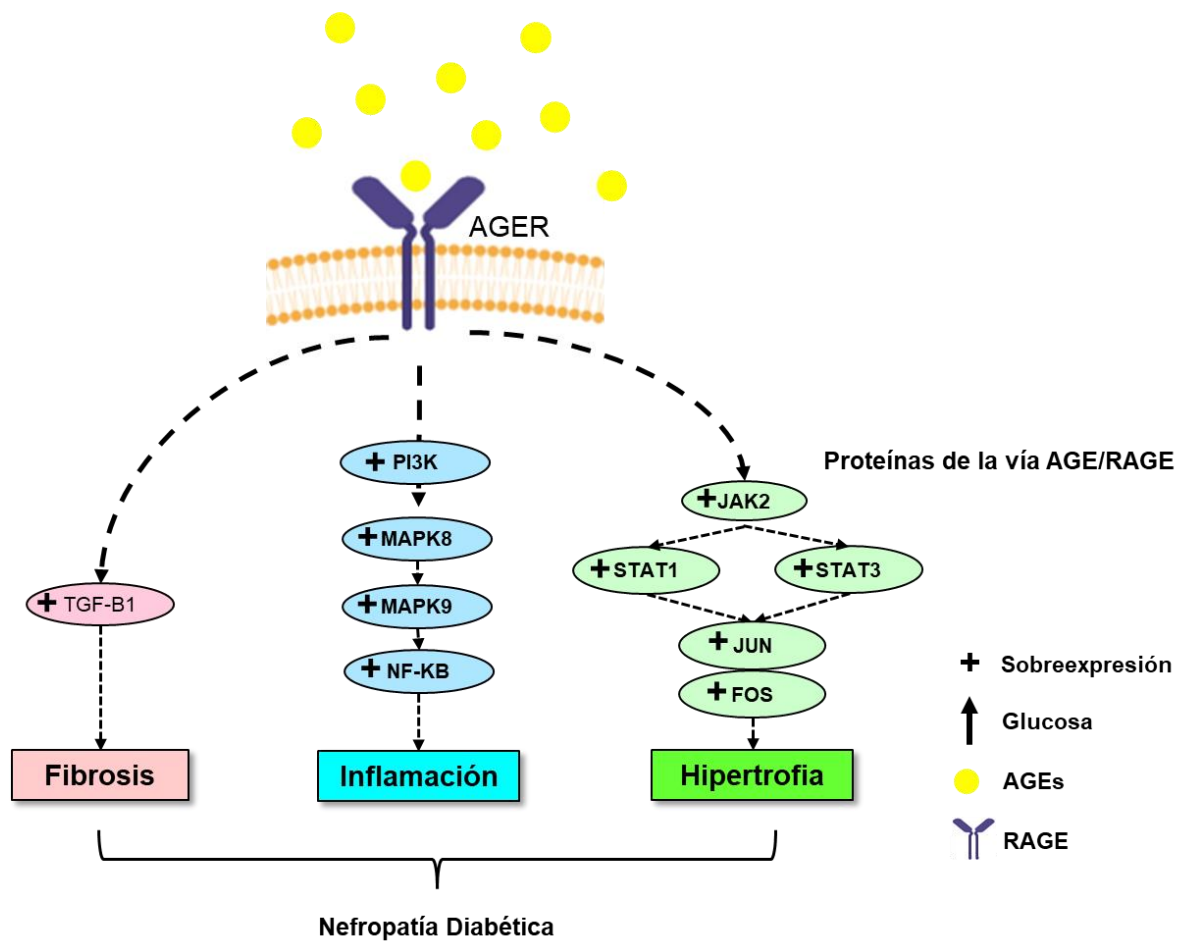 AGER
Proteínas de la vía AGE/RAGE
+ PI3K
+ MAPK8
+ MAPK9
+ NF-KB
+ JAK2
+ STAT1
+ STAT3
+ JUN
+ FOS
+ TGF-B1
Fibrosis
Inflamación
Hipertrofia
+ Sobreexpresión
Glucosa
AGEs
RAGE
Nefropatía Diabética